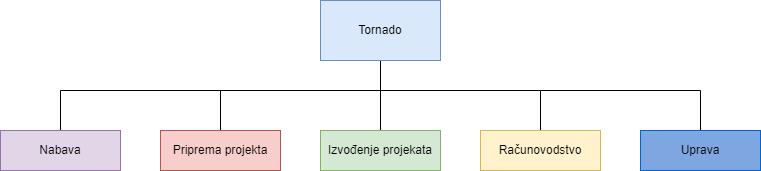 Tornado
Nabava
Priprema projekta
Izvođenje projekata
Računovodstvo
Uprava